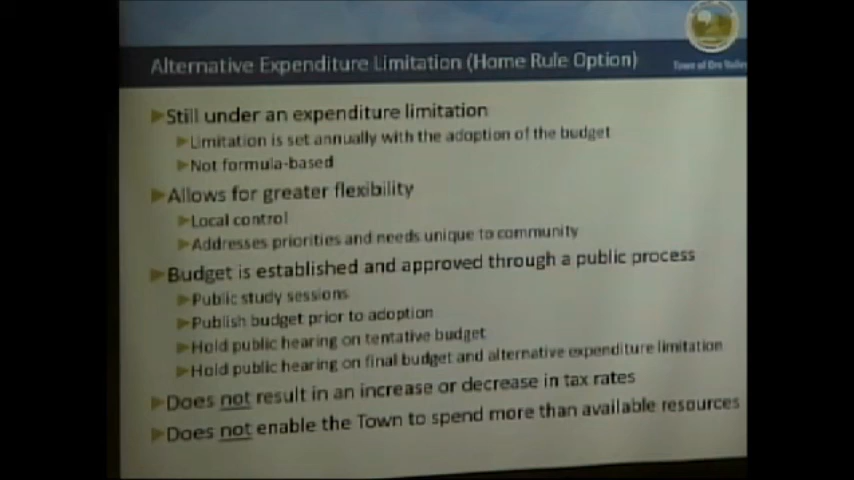 Alternative Expenditure Limitation (Home Rule Option)
Town of Oro Valley
Still under an expenditure limitation
Limitation is set annually with the adoption of the budget
Not formula-based
Allows for greater flexibility
Local control
Addresses priorities and needs unique to community
Budget is established and approved through a public process
Public study sessions
Publish budget prior to adoption
Hold public hearing on tentative budget
Hold public hearing on final budget and alternative expenditure limitation
Does not result in an increase or decrease in tax rates
Does not enable the Town to spend more than available resources